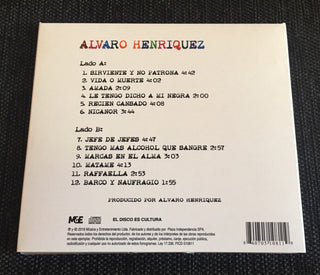 ALVARO HENRIQUEZ
Lado A:
1. SIRVIENTE Y NO PATRONA 4:42
2. VIDA O MUERTE 4:02
3. AMADA 2:09
4. LE TENGO DICHO A MI NEGRA 2:00
5. RECIEN CANSADO 4:08
6. NICANOR 3:44
Lado B:
7. JEFE DE JEFES 4:47
8. TENGO MAS ALCOHOL QUE SANGRE 2:57
9. MARCAS EN EL ALMA 3:03
10. MATAME 4:13
11. RAFFAELLA 2:53
12. BARCO Y NAUFRAGIO 1:55
PRODUCIDO POR ALVARO HENRIQUEZ
EL DISCO ES CULTURA